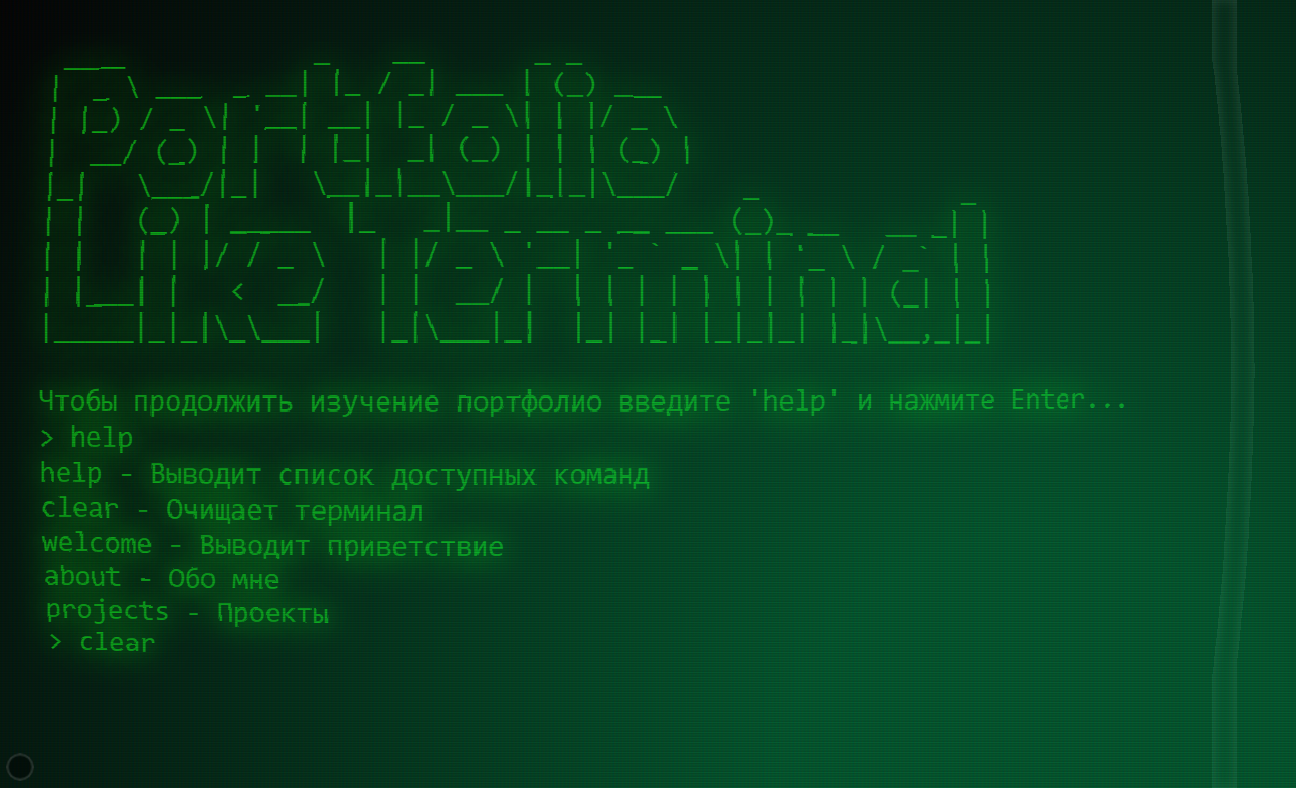 Portfolio
Like Terminal
Чтобы продолжить изучение портфолио введите 'help' и нажмите Enter...
> help
help - Выводит список доступных команд
clear - Очищает терминал
welcome - Выводит приветствие
about - Обо мне
projects - Проекты
> clear